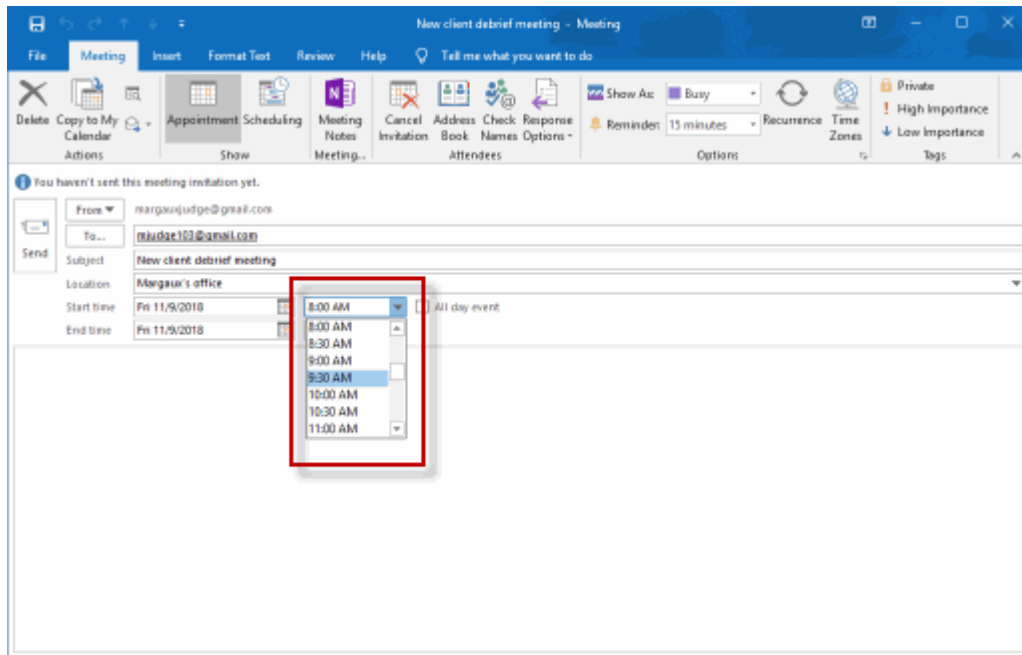 New client debrief meeting - Meeting
File Meeting Insert Format Text Review Help Tell me what you want to do
Delete Copy to My Calendar Appointment Scheduling Meeting Notes Cancel Invitation Address Book Check Names Response Options Show As: Busy Reminder: 15 minutes Recurrence Time Zones Private
High Importance
Low Importance
Actions Show Meeting... Attendees Options Tags
You haven't sent this meeting invitation yet.
From margauxjudge@gmail.com
To... mjudge103@gmail.com
Send
Subject New client debrief meeting
Location Margaux's office
Start time Fri 11/9/2018 8:00 AM All day event
End time Fri 11/9/2018
8:00 AM
8:30 AM
9:00 AM
9:30 AM
10:00 AM
10:30 AM
11:00 AM